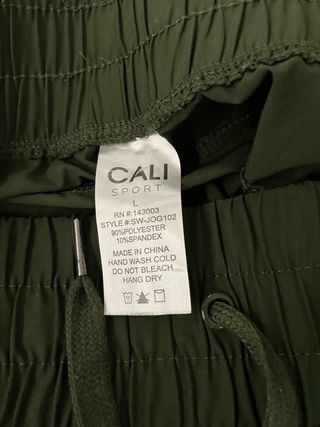 CALI
SPORT
L
RN #:143003
STYLE#:SW-JOG102
90%POLYESTER
10%SPANDEX
MADE IN CHINA
HAND WASH COLD
DO NOT BLEACH
HANG DRY